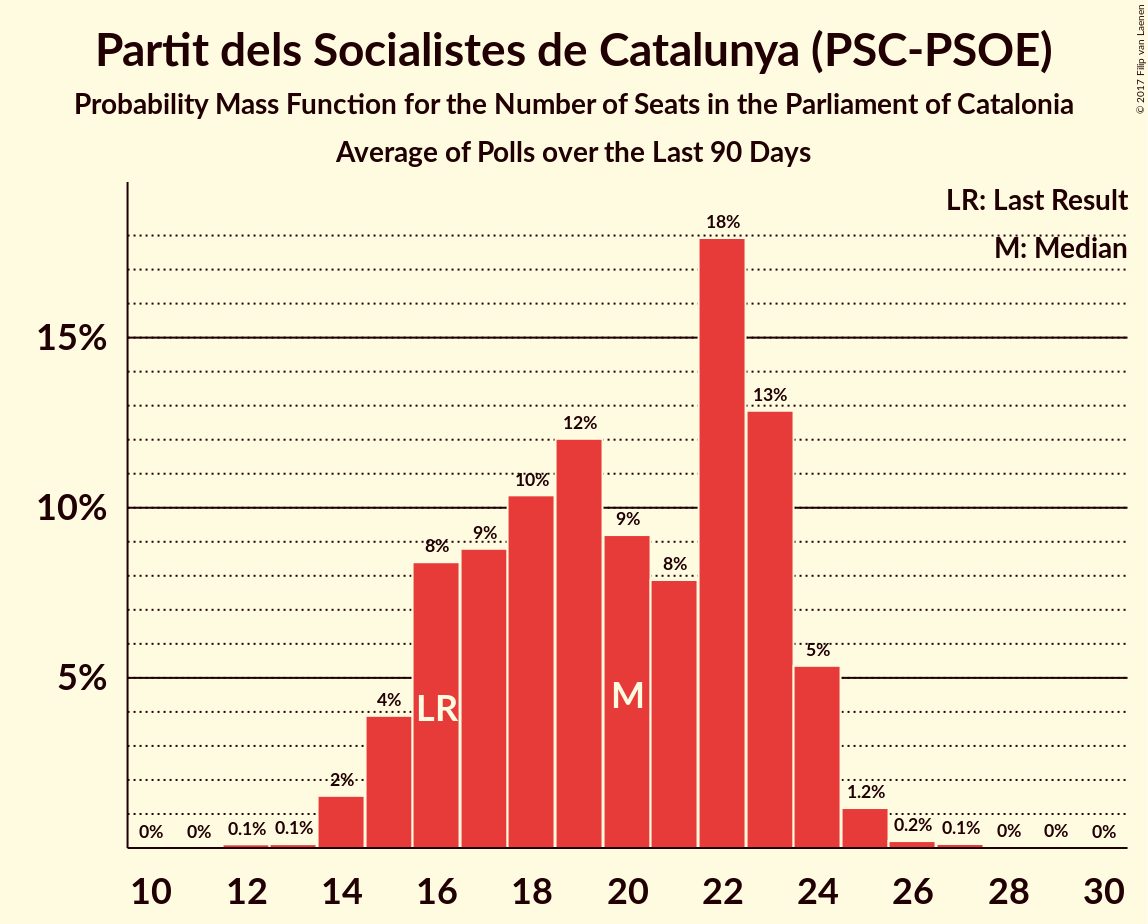 Partit dels Socialistes de Catalunya (PSC-PSOE)
Probability Mass Function for the Number of Seats in the Parliament of Catalonia
Average of Polls over the Last 90 Days
© 2017 Filip van Laenen
LR: Last Result
M: Median
18%
15%
13%
12%
10%
10%
9%
9%
8%
8%
5%
5%
4%
LR
M
2%
1.2%
0%
0%
0.1%
0.1%
0.2%
0.1%
0%
0%
0%
10 12 14 16 18 20 22 24 26 28 30